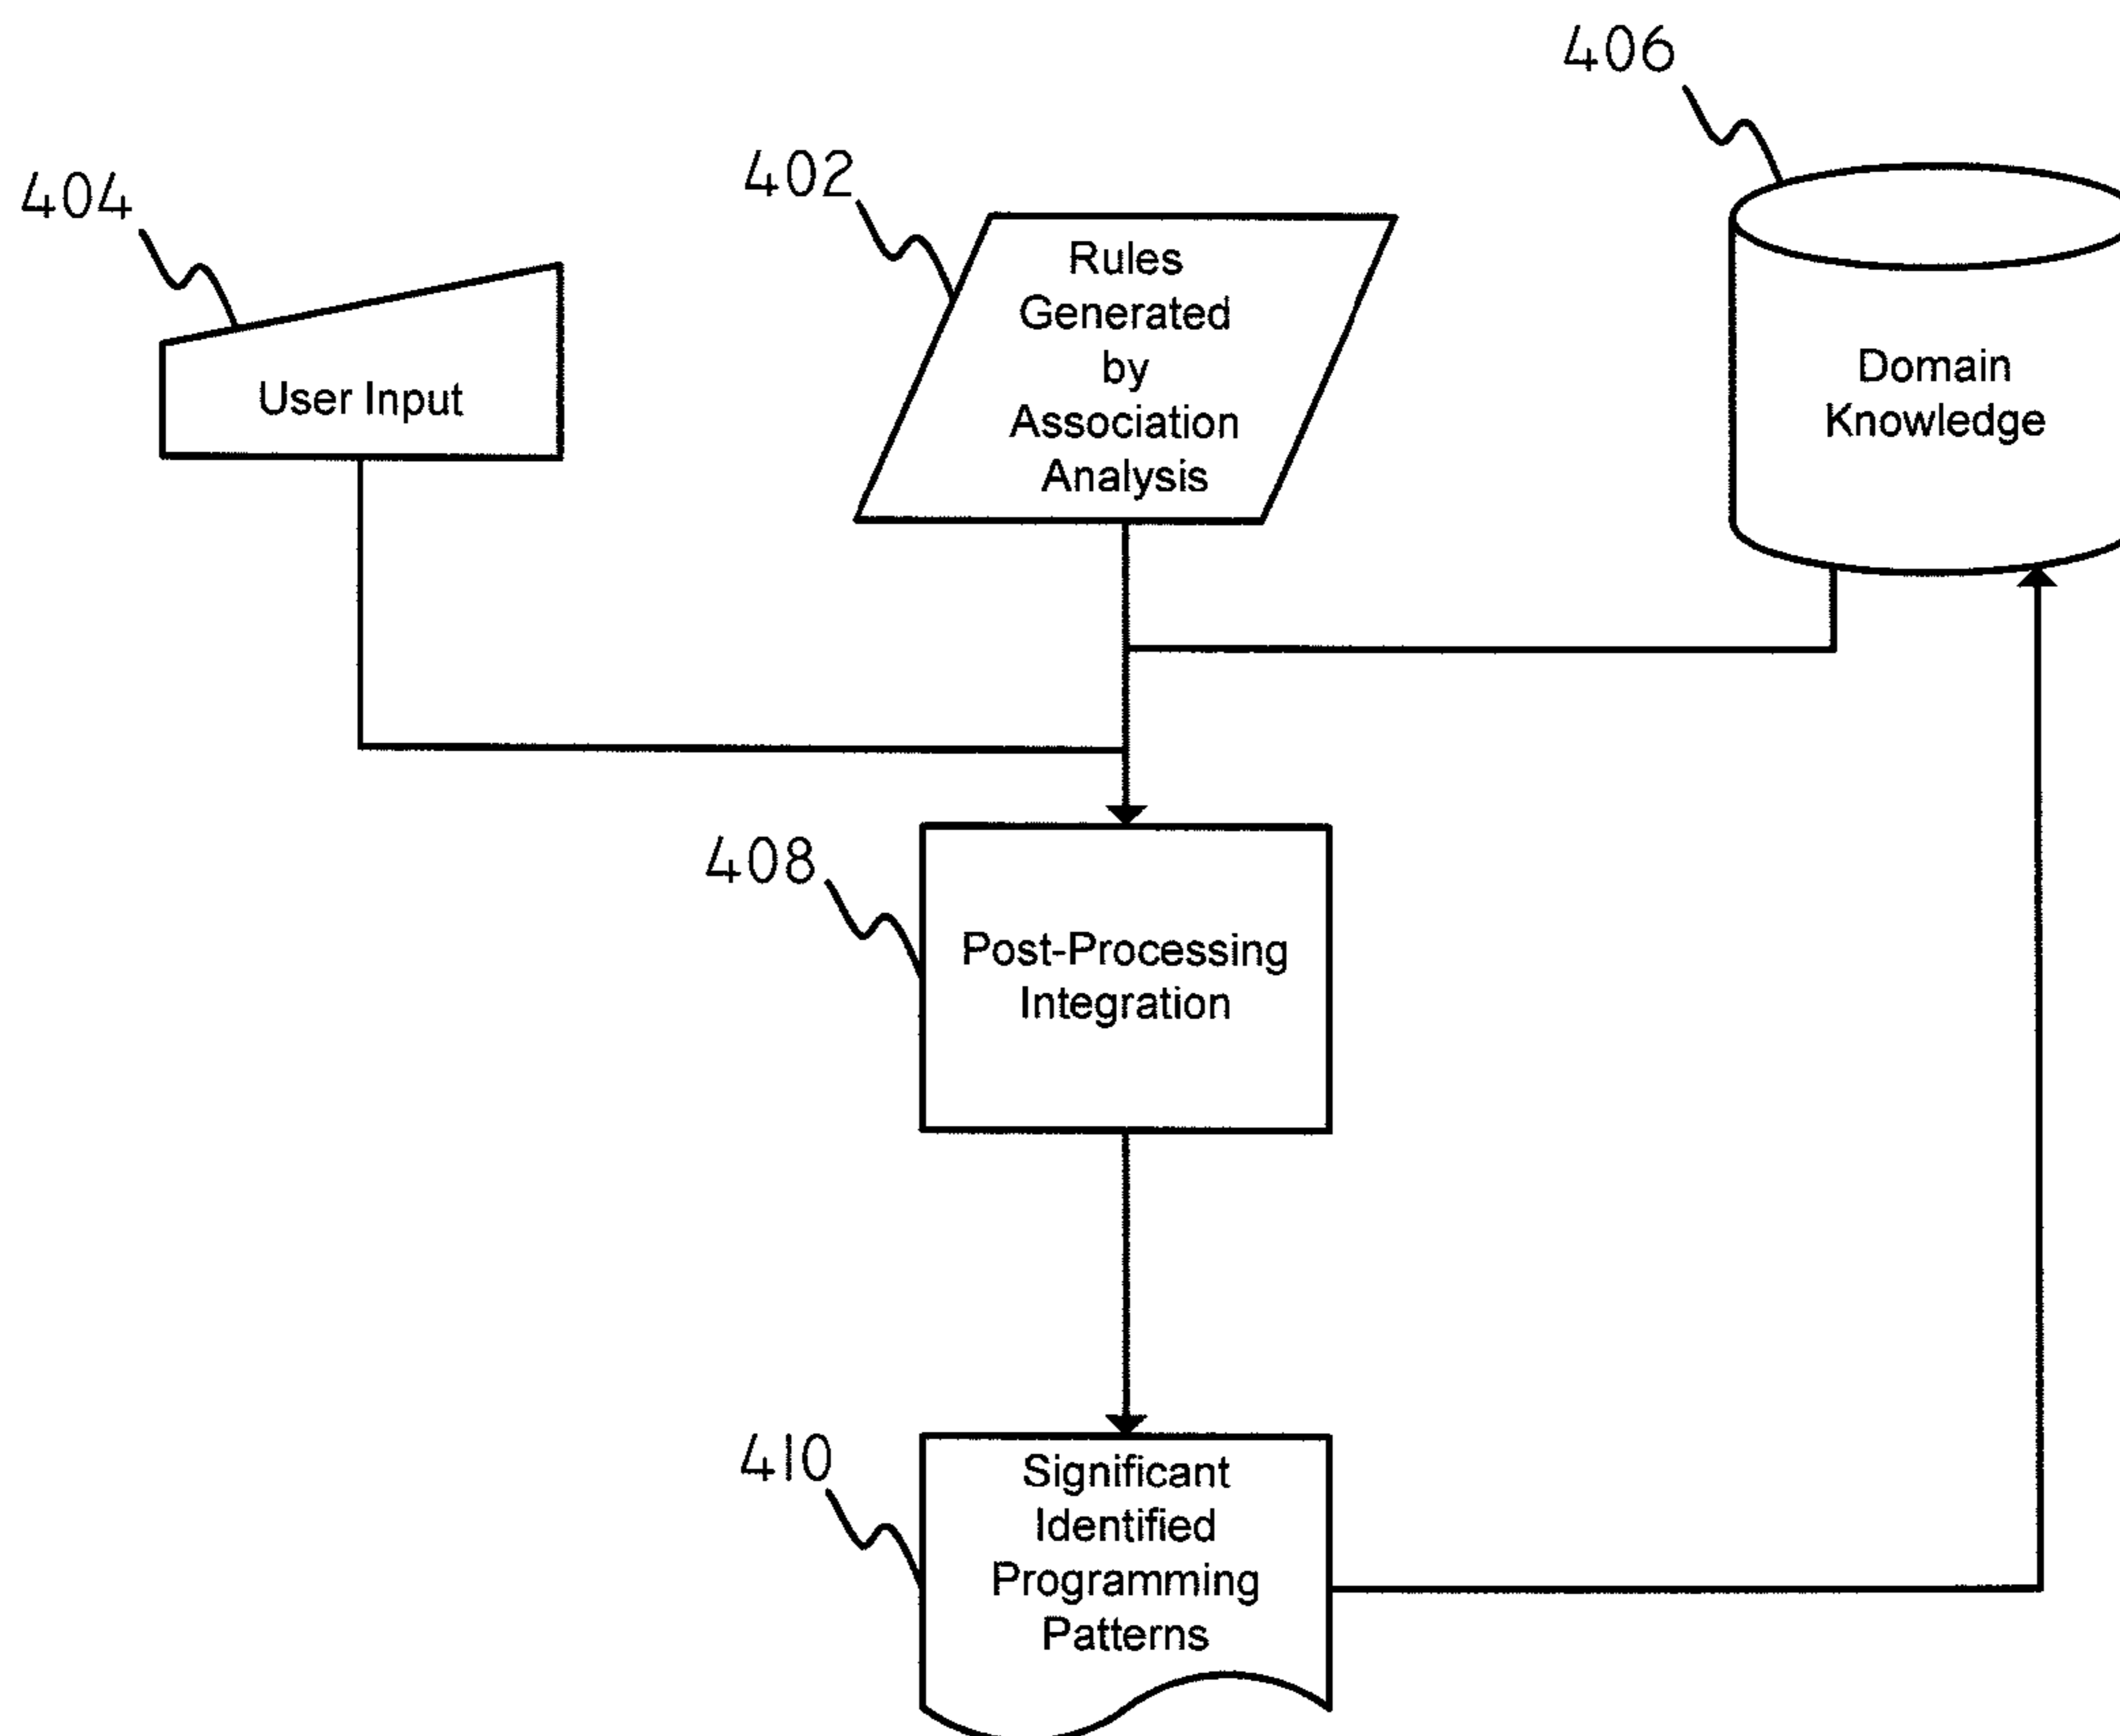 406
402
404
Rules
Generated
by
Association
Analysis
User Input
Domain
Knowledge
408
Post-Processing
Integration
410
Significant
Identified
Programming
Patterns